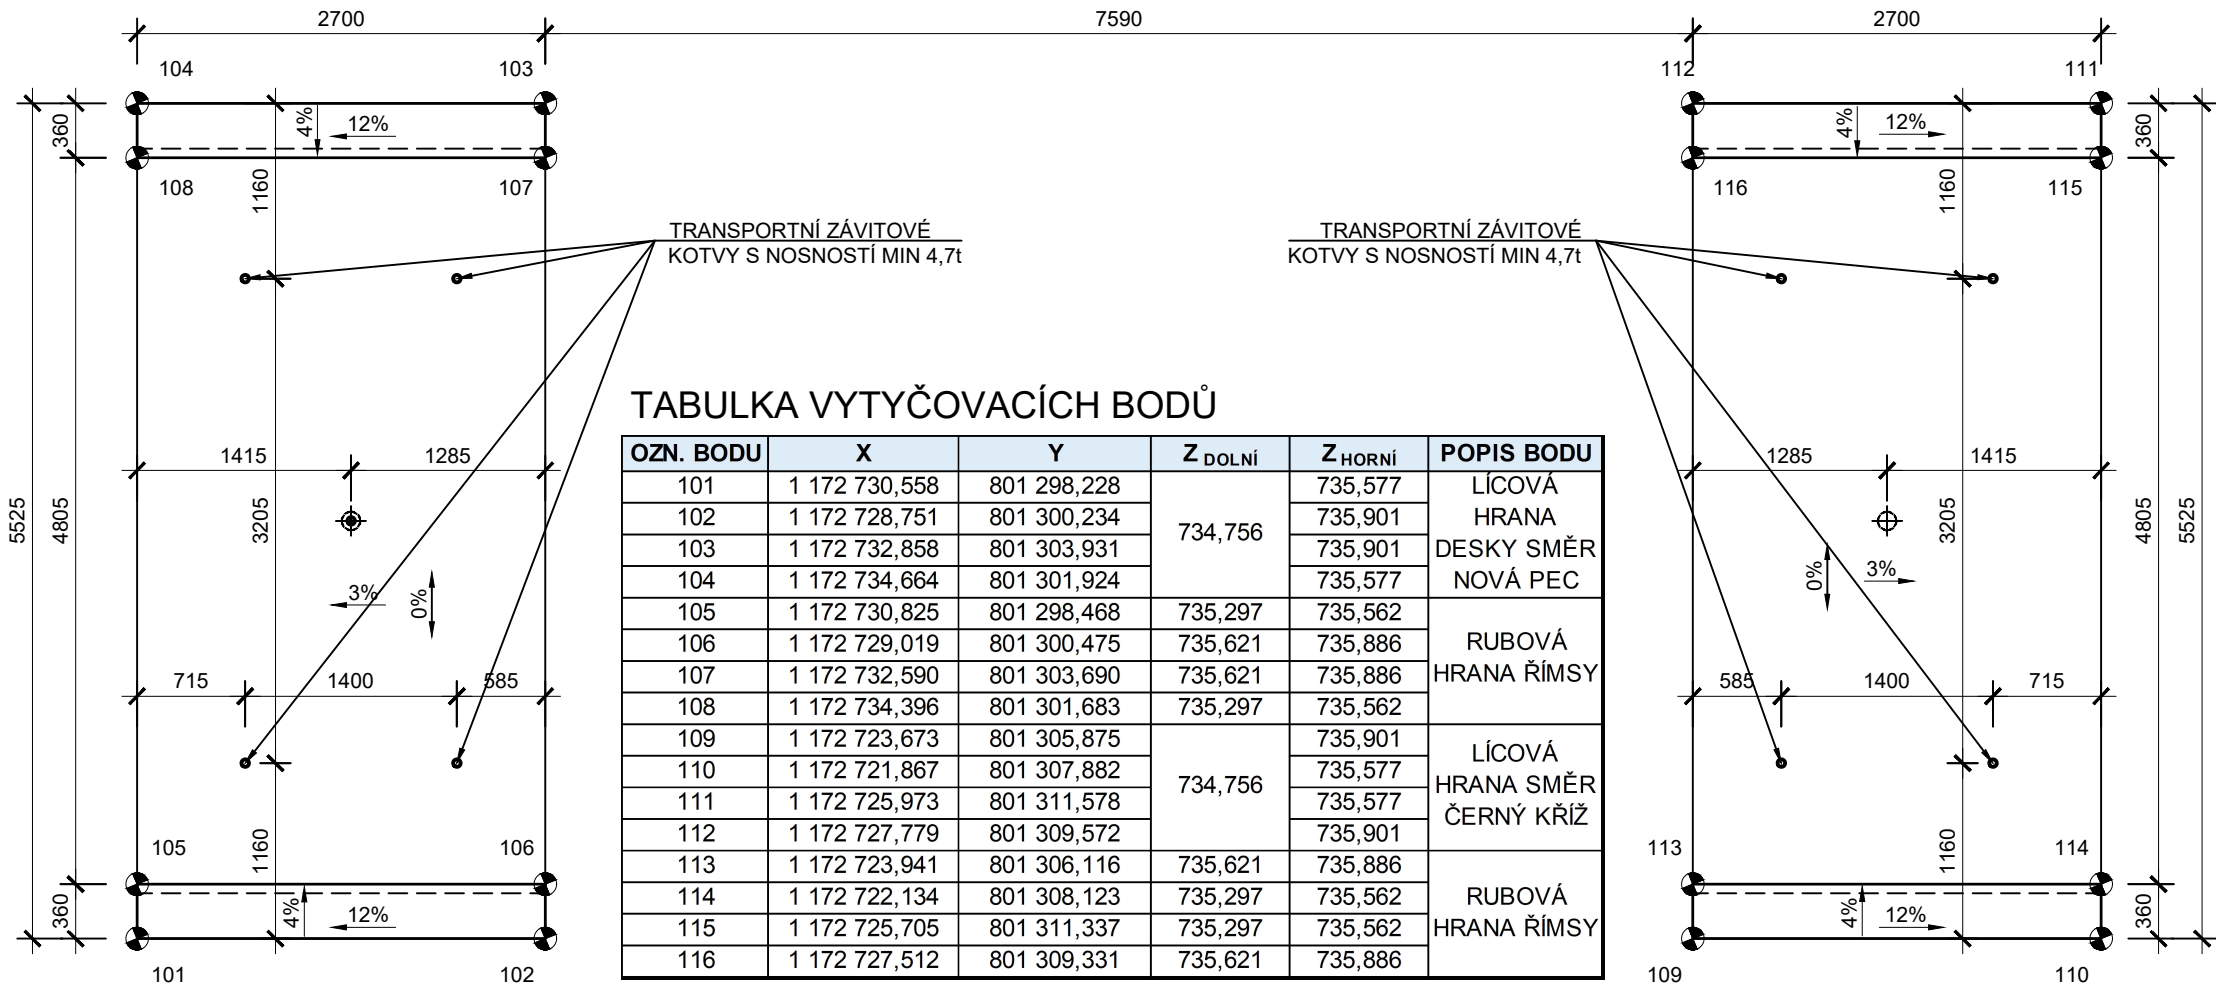 2700 7590 2700
104 103 112 111
360 4% 12% 4% 12% 360
108 107 116 115
1160 1160
TRANSPORTNÍ ZÁVITOVÉ
KOTVY S NOSNOSTÍ MIN 4,7t
TRANSPORTNÍ ZÁVITOVÉ
KOTVY S NOSNOSTÍ MIN 4,7t
1415 1285 1285 1415
5525 4805 3205 3205 4805 5525
3% 0% 0% 3%
715 1400 585 585 1400 715
105 106 113 114
1160 1160
360 4% 12% 4% 12% 360
101 102 109 110
TABULKA VYTYČOVACÍCH BODŮ
OZN. BODU X Y Z DOLNÍ Z HORNÍ POPIS BODU
101 1 172 730,558 801 298,228 735,577 LÍCOVÁ
102 1 172 728,751 801 300,234 735,901 HRANA
734,756
103 1 172 732,858 801 303,931 735,901 DESKY SMĚR
104 1 172 734,664 801 301,924 735,577 NOVÁ PEC
105 1 172 730,825 801 298,468 735,297 735,562
106 1 172 729,019 801 300,475 735,621 735,886 RUBOVÁ
107 1 172 732,590 801 303,690 735,621 735,886 HRANA ŘÍMSY
108 1 172 734,396 801 301,683 735,297 735,562
109 1 172 723,673 801 305,875 735,901 LÍCOVÁ
110 1 172 721,867 801 307,882 735,577 HRANA SMĚR
734,756
111 1 172 725,973 801 311,578 735,577 ČERNÝ KŘÍŽ
112 1 172 727,779 801 309,572 735,901
113 1 172 723,941 801 306,116 735,621 735,886
114 1 172 722,134 801 308,123 735,297 735,562 RUBOVÁ
115 1 172 725,705 801 311,337 735,297 735,562 HRANA ŘÍMSY
116 1 172 727,512 801 309,331 735,621 735,886